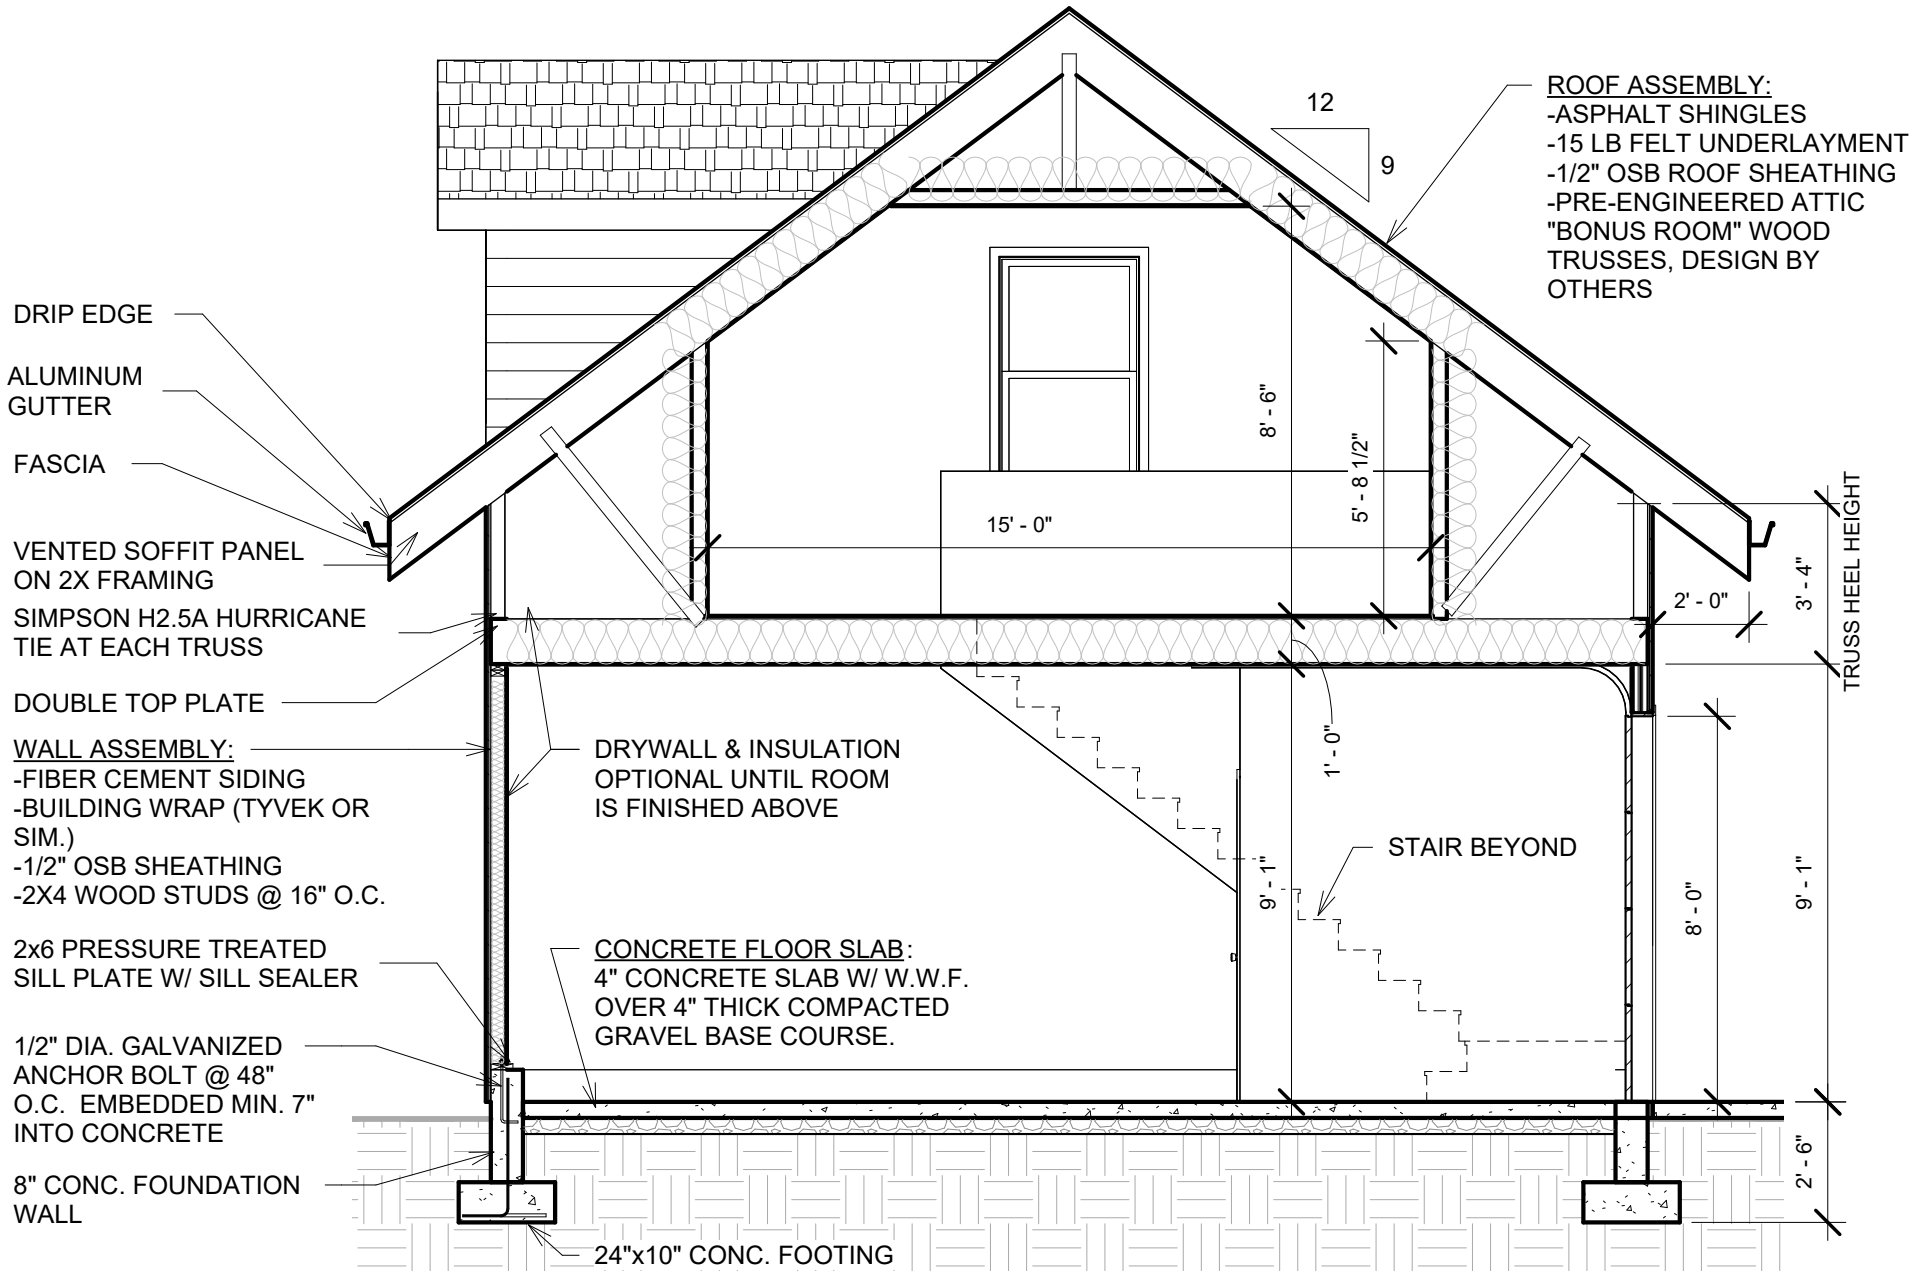 12
9
ROOF ASSEMBLY:
-ASPHALT SHINGLES
-15 LB FELT UNDERLAYMENT
-1/2" OSB ROOF SHEATHING
-PRE-ENGINEERED ATTIC
"BONUS ROOM" WOOD
TRUSSES, DESIGN BY
OTHERS
DRIP EDGE
ALUMINUM
GUTTER
FASCIA
VENTED SOFFIT PANEL
ON 2X FRAMING
SIMPSON H2.5A HURRICANE
TIE AT EACH TRUSS
DOUBLE TOP PLATE
WALL ASSEMBLY:
-FIBER CEMENT SIDING
-BUILDING WRAP (TYVEK OR
SIM.)
-1/2" OSB SHEATHING
-2X4 WOOD STUDS @ 16" O.C.
2x6 PRESSURE TREATED
SILL PLATE W/ SILL SEALER
1/2" DIA. GALVANIZED
ANCHOR BOLT @ 48"
O.C. EMBEDDED MIN. 7"
INTO CONCRETE
8" CONC. FOUNDATION
WALL
8' - 6"
5' - 8 1/2"
15' - 0"
2' - 0"
3' - 4"
TRUSS HEEL HEIGHT
DRYWALL & INSULATION
OPTIONAL UNTIL ROOM
IS FINISHED ABOVE
1' - 0"
STAIR BEYOND
9' - 1"
8' - 0"
9' - 1"
CONCRETE FLOOR SLAB:
4" CONCRETE SLAB W/ W.W.F.
OVER 4" THICK COMPACTED
GRAVEL BASE COURSE.
2' - 6"
24"x10" CONC. FOOTING